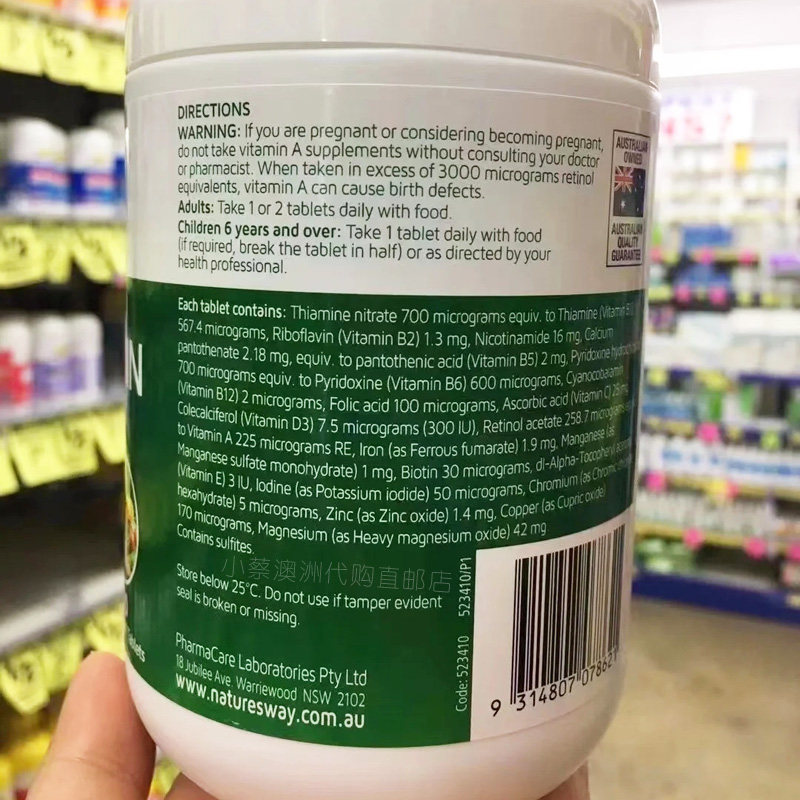 DIRECTIONS
WARNING: If you are pregnant or considering becoming pregnant,
do not take vitamin A supplements without consulting your doctor
or pharmacist. When taken in excess of 3000 micrograms retinol
equivalents, vitamin A can cause birth defects.
Adults: Take 1 or 2 tablets daily with food.
Children 6 years and over: Take 1 tablet daily with food
(if required, break the tablet in half) or as directed by your
health professional.
AUSTRALIAN
OWNED
AUSTRALIAN
QUALITY
GUARANTEE
Each tablet contains: Thiamine nitrate 700 micrograms equiv. to Thiamine (Vitamin
567.4 micrograms, Riboflavin (Vitamin B2) 1.3 mg, Nicotinamide 16 mg, Calcium
pantothenate 2.18 mg, equiv. to pantothenic acid (Vitamin B5) 2 mg, Pyridoxine
700 micrograms equiv. to Pyridoxine (Vitamin B6) 600 micrograms, Cyanocobalamin
(Vitamin B12) 2 micrograms, Folic acid 100 micrograms, Ascorbic acid (Vitamin C) 25 mg,
Colecalciferol (Vitamin D3) 7.5 micrograms (300 IU), Retinol acetate 258.7 micrograms
to Vitamin A 225 micrograms RE, Iron (as Ferrous fumarate) 1.9 mg, Manganese (as
Manganese sulfate monohydrate) 1 mg, Biotin 30 micrograms, dl-Alpha-Tocopheryl
(Vitamin E) 3 IU, Iodine (as Potassium iodide) 50 micrograms, Chromium (as Chromic
hexahydrate) 5 micrograms, Zinc (as Zinc oxide) 1.4 mg, Copper (as Cupric oxide)
170 micrograms, Magnesium (as Heavy magnesium oxide) 42 mg
Contains sulfites.
小蔡澳洲代购直邮店
Store below 25°C. Do not use if tamper evident
seal is broken or missing.
PharmaCare Laboratories Pty Ltd
18 Jubilee Ave. Warriewood NSW 2102
www.naturesway.com.au
Code: 523410 523410/P1
9 314807 078621
Tablets